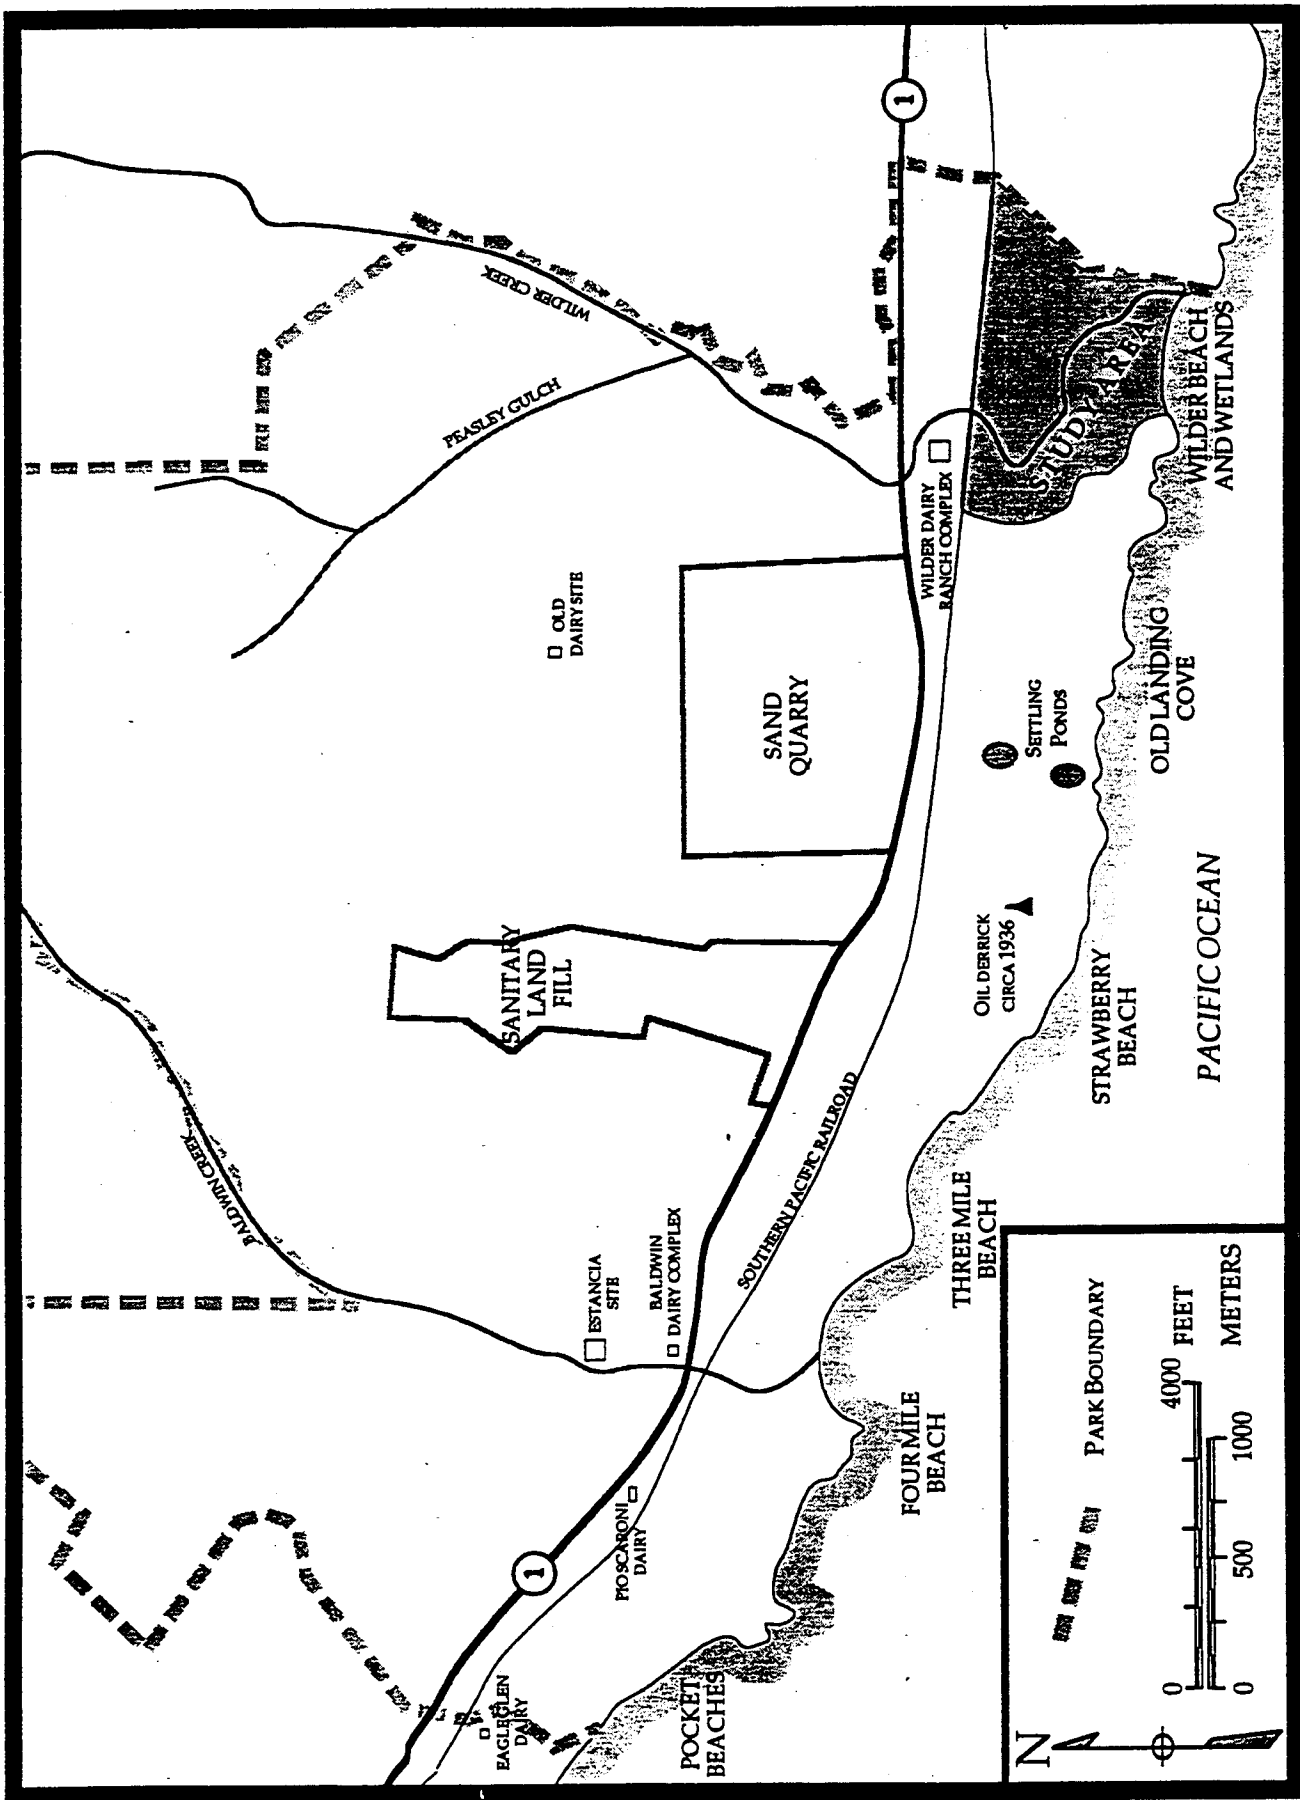 BALDWIN CREEK
PEASLEY GULCH
WILDER CREEK
1
EAGLE GLEN
DAIRY
PIO SCARONI
DAIRY
ESTANCIA
SITE
BALDWIN
DAIRY COMPLEX
SANITARY
LAND
FILL
OLD
DAIRY SITE
SAND
QUARRY
1
WILDER DAIRY
RANCH COMPLEX
SOUTHERN PACIFIC RAILROAD
STUDY AREA
OIL DERRICK
CIRCA 1936
SETTLING
PONDS
POCKET
BEACHES
FOUR MILE
BEACH
THREE MILE
BEACH
STRAWBERRY
BEACH
OLD LANDING
COVE
WILDER BEACH
AND WETLANDS
PACIFIC OCEAN
N
PARK BOUNDARY
0 4000 FEET
0 500 1000 METERS